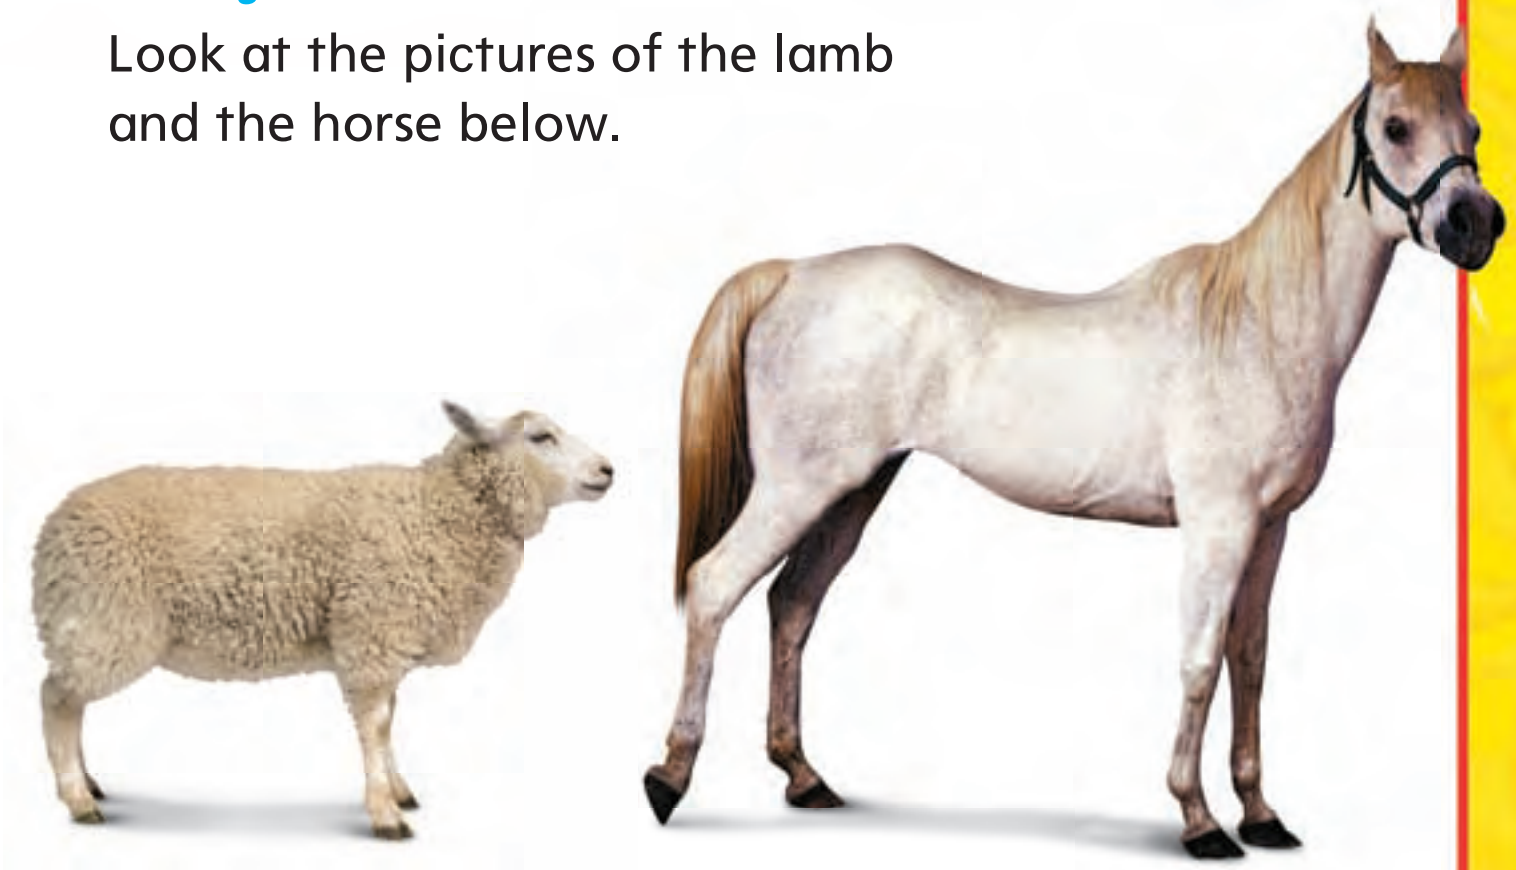 Look at the pictures of the lamb
and the horse below.